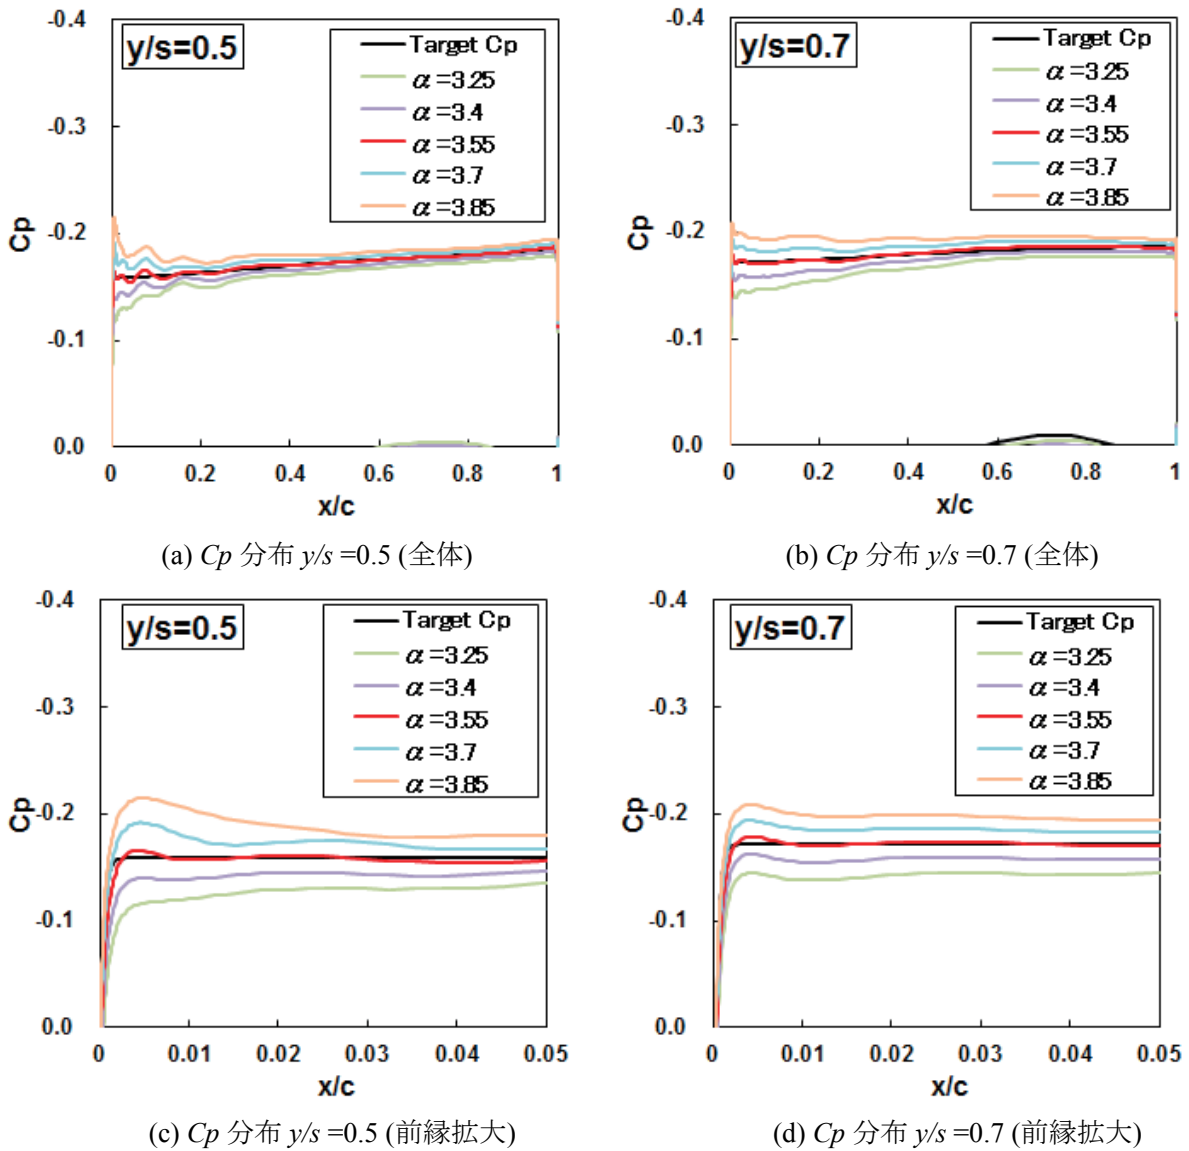 -0.4
-0.3
-0.2
-0.1
0.0
Cp
y/s=0.5
Target Cp
α=3.25
α=3.4
α=3.55
α=3.7
α=3.85
0 0.2 0.4 0.6 0.8 1
x/c
(a) Cp 分布 y/s =0.5 (全体)
-0.4
-0.3
-0.2
-0.1
0.0
Cp
y/s=0.7
Target Cp
α=3.25
α=3.4
α=3.55
α=3.7
α=3.85
0 0.2 0.4 0.6 0.8 1
x/c
(b) Cp 分布 y/s =0.7 (全体)
-0.4
-0.3
-0.2
-0.1
0.0
Cp
y/s=0.5
Target Cp
α=3.25
α=3.4
α=3.55
α=3.7
α=3.85
0 0.01 0.02 0.03 0.04 0.05
x/c
(c) Cp 分布 y/s =0.5 (前縁拡大)
-0.4
-0.3
-0.2
-0.1
0.0
Cp
y/s=0.7
Target Cp
α=3.25
α=3.4
α=3.55
α=3.7
α=3.85
0 0.01 0.02 0.03 0.04 0.05
x/c
(d) Cp 分布 y/s =0.7 (前縁拡大)